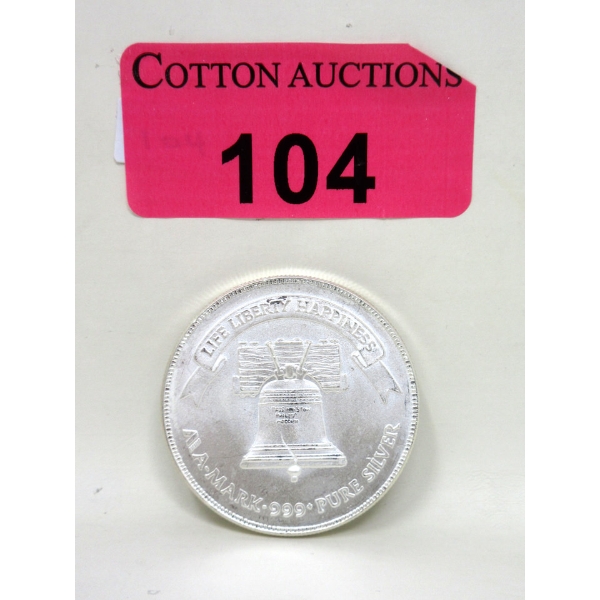 COTTON AUCTIONS
104
LIFE LIBERTY HAPPINESS
A·MARK·999·PURE SILVER